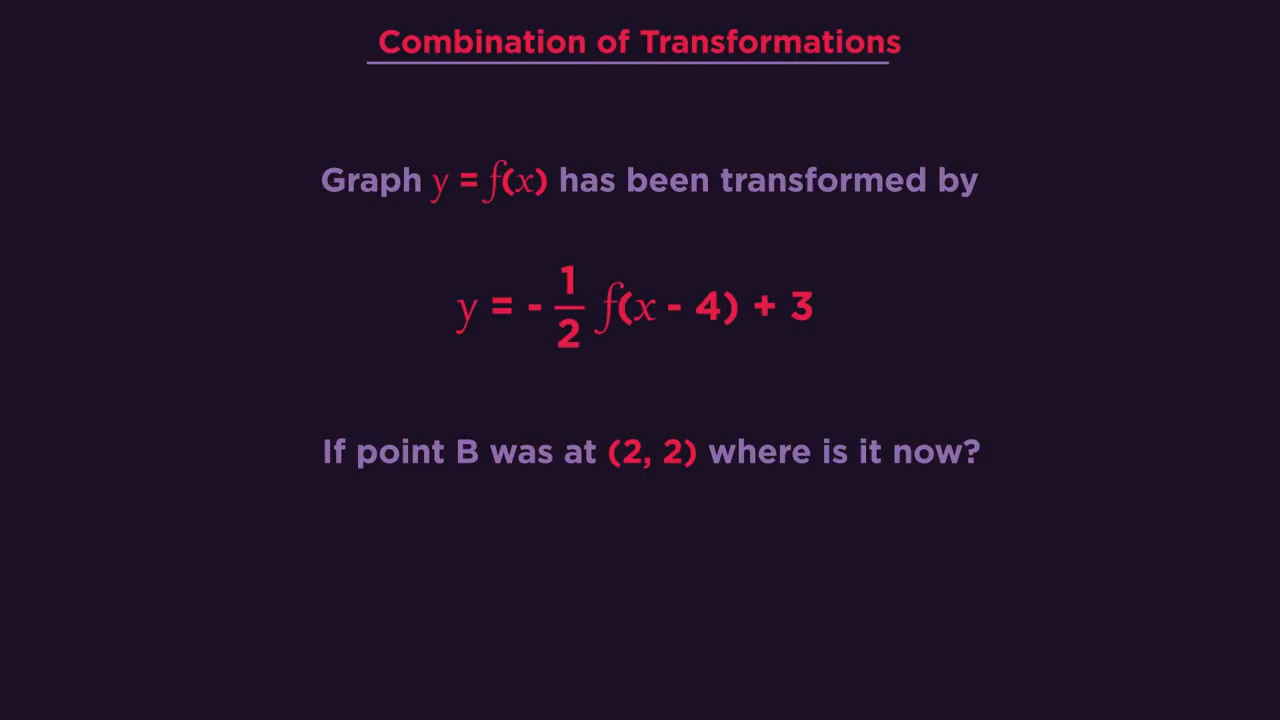 Combination of Transformations
Graph y = f(x) has been transformed by
y = - 1/2 f(x - 4) + 3
If point B was at (2, 2) where is it now?